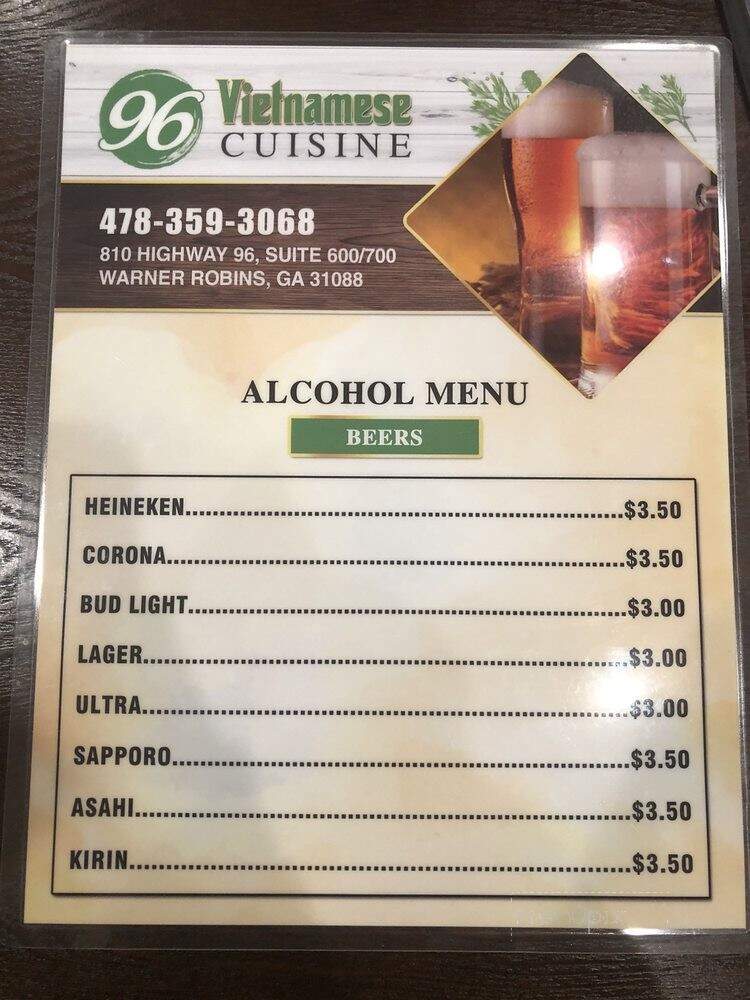 96 Vietnamese
CUISINE
478-359-3068
810 HIGHWAY 96, SUITE 600/700
WARNER ROBINS, GA 31088
ALCOHOL MENU
BEERS
HEINEKEN........................................................................$3.50
CORONA...........................................................................$3.50
BUD LIGHT.......................................................................$3.00
LAGER..............................................................................$3.00
ULTRA...............................................................................$3.00
SAPPORO.........................................................................$3.50
ASAHI................................................................................$3.50
KIRIN.................................................................................$3.50